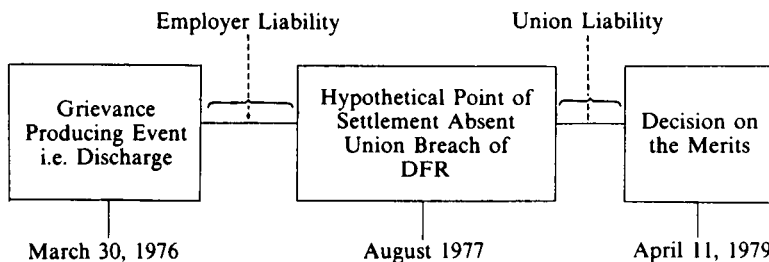 Employer Liability
Union Liability
Grievance
Producing Event
i.e. Discharge
Hypothetical Point of
Settlement Absent
Union Breach of
DFR
Decision on
the Merits
March 30, 1976
August 1977
April 11, 1979